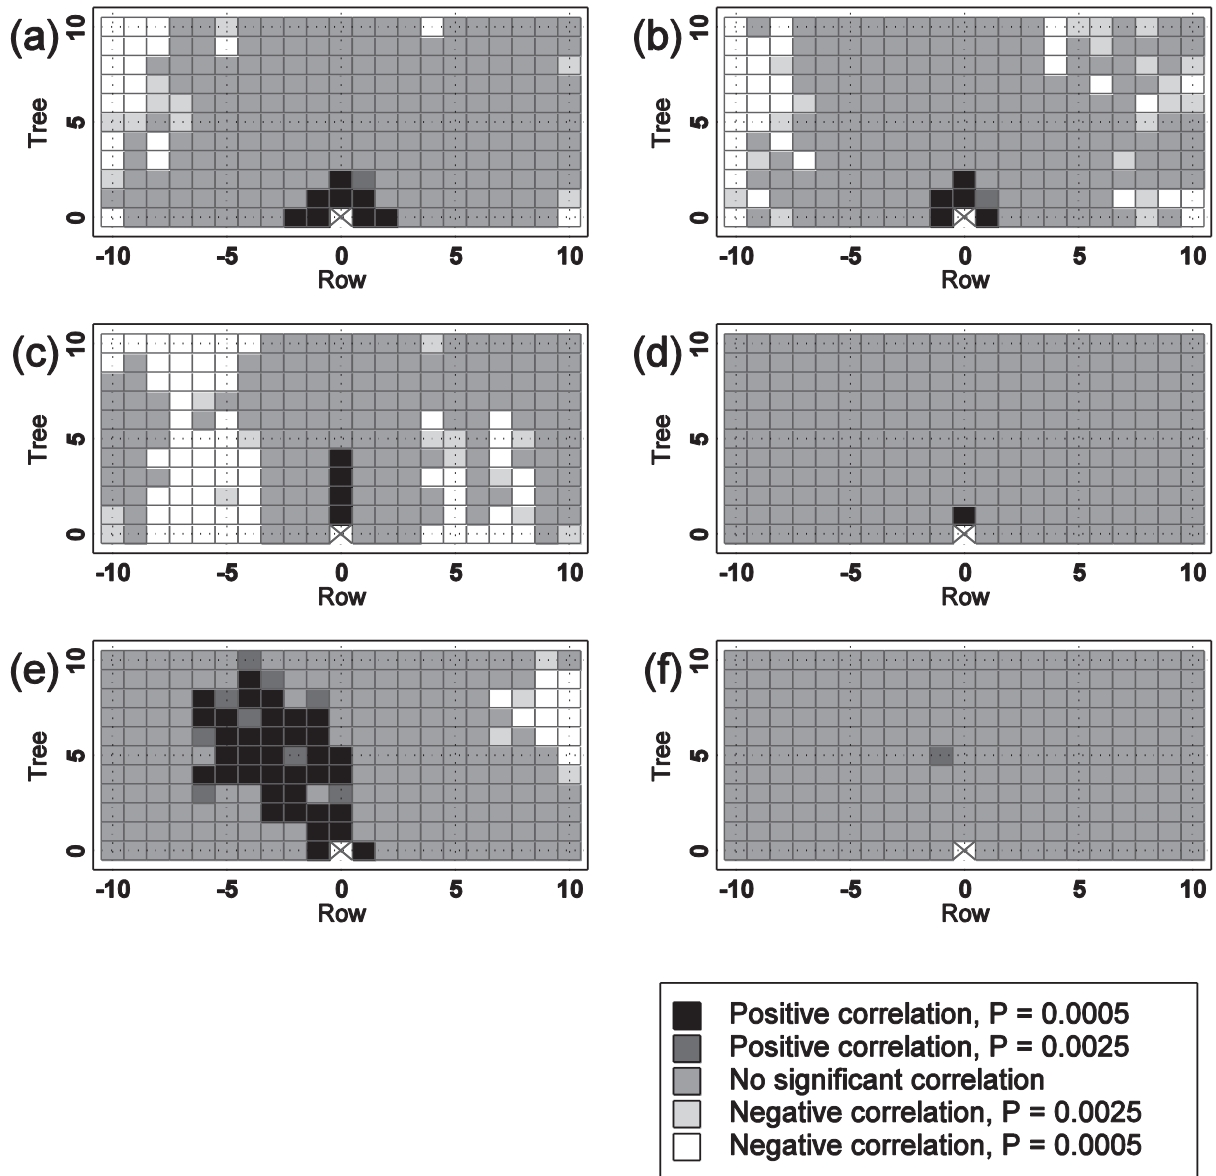 (a)
Tree
10
5
0
-10 -5 0 5 10
Row
(b)
Tree
10
5
0
-10 -5 0 5 10
Row
(c)
Tree
10
5
0
-10 -5 0 5 10
Row
(d)
Tree
10
5
0
-10 -5 0 5 10
Row
(e)
Tree
10
5
0
-10 -5 0 5 10
Row
(f)
Tree
10
5
0
-10 -5 0 5 10
Row
Positive correlation, P = 0.0005
Positive correlation, P = 0.0025
No significant correlation
Negative correlation, P = 0.0025
Negative correlation, P = 0.0005